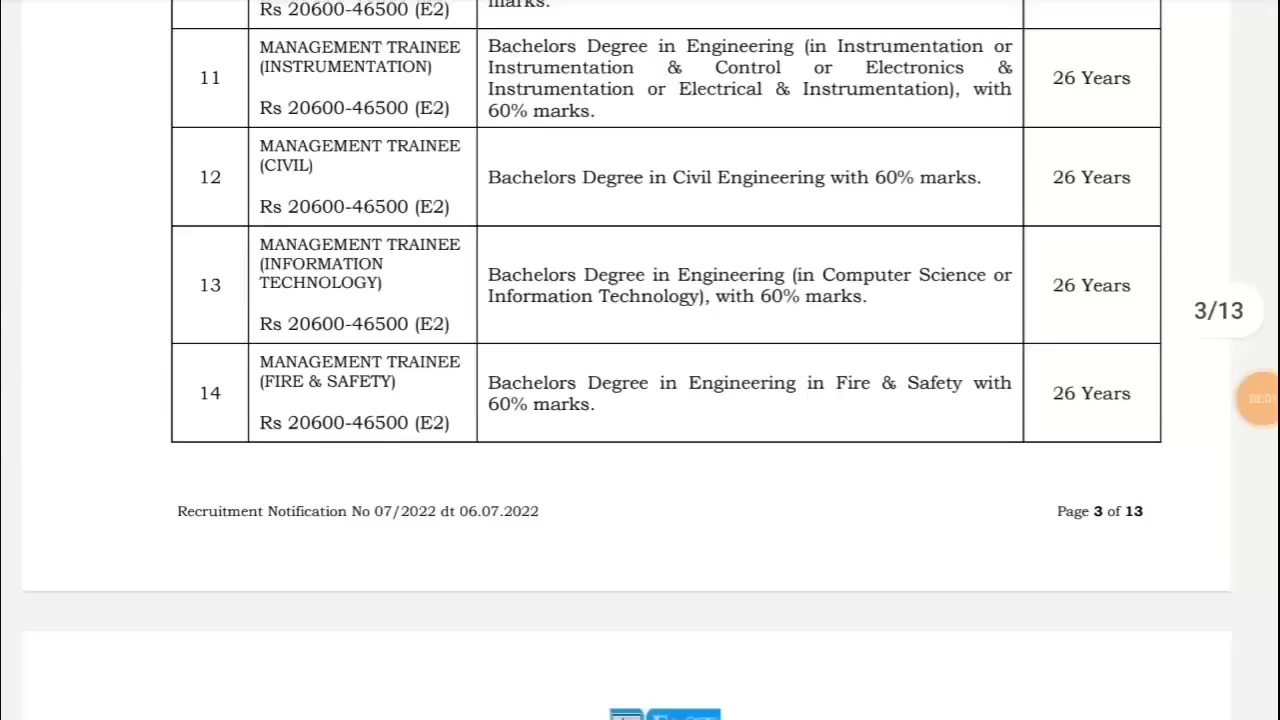 Rs 20600-46500 (E2)
marks.
11
MANAGEMENT TRAINEE
(INSTRUMENTATION)
Rs 20600-46500 (E2)
Bachelors Degree in Engineering (in Instrumentation or
Instrumentation & Control or Electronics &
Instrumentation or Electrical & Instrumentation), with
60% marks.
26 Years
12
MANAGEMENT TRAINEE
(CIVIL)
Rs 20600-46500 (E2)
Bachelors Degree in Civil Engineering with 60% marks.
26 Years
13
MANAGEMENT TRAINEE
(INFORMATION
TECHNOLOGY)
Rs 20600-46500 (E2)
Bachelors Degree in Engineering (in Computer Science or
Information Technology), with 60% marks.
26 Years
3/13
14
MANAGEMENT TRAINEE
(FIRE & SAFETY)
Rs 20600-46500 (E2)
Bachelors Degree in Engineering in Fire & Safety with
60% marks.
26 Years
02:01
Recruitment Notification No 07/2022 dt 06.07.2022
Page 3 of 13